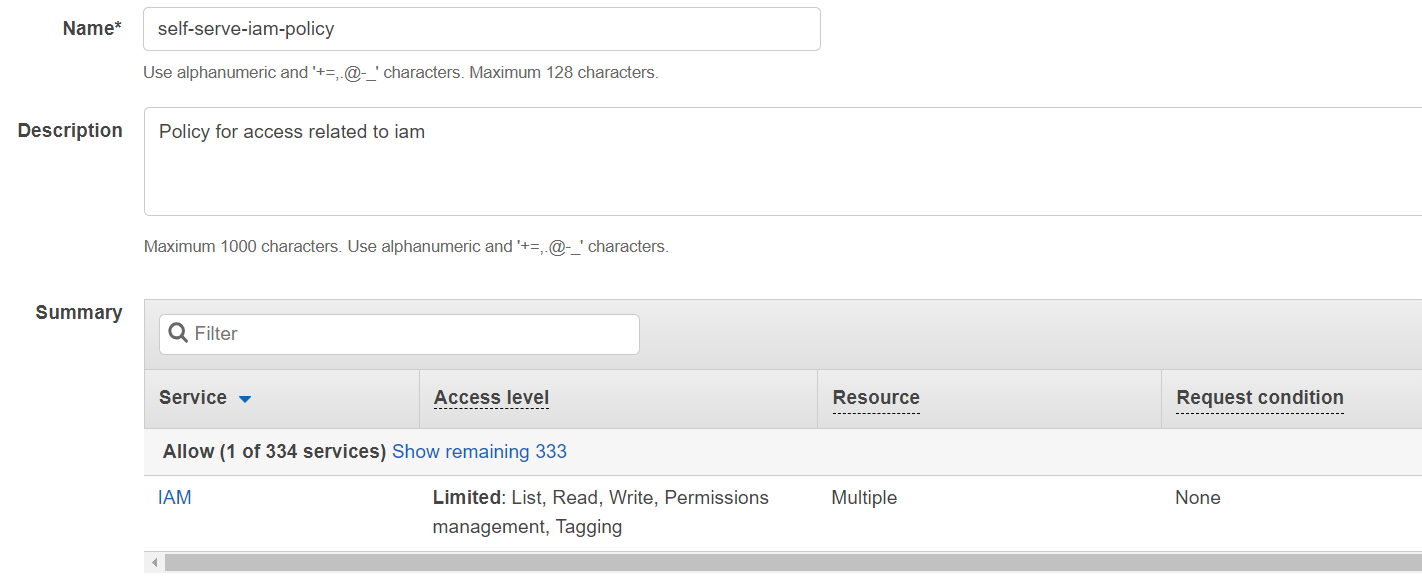 Name* self-serve-iam-policy
Use alphanumeric and '+=,.@-_' characters. Maximum 128 characters.
Description Policy for access related to iam
Maximum 1000 characters. Use alphanumeric and '+=,.@-_' characters.
Summary Filter
Service Access level Resource Request condition
Allow (1 of 334 services) Show remaining 333
IAM Limited: List, Read, Write, Permissions Multiple None
management, Tagging